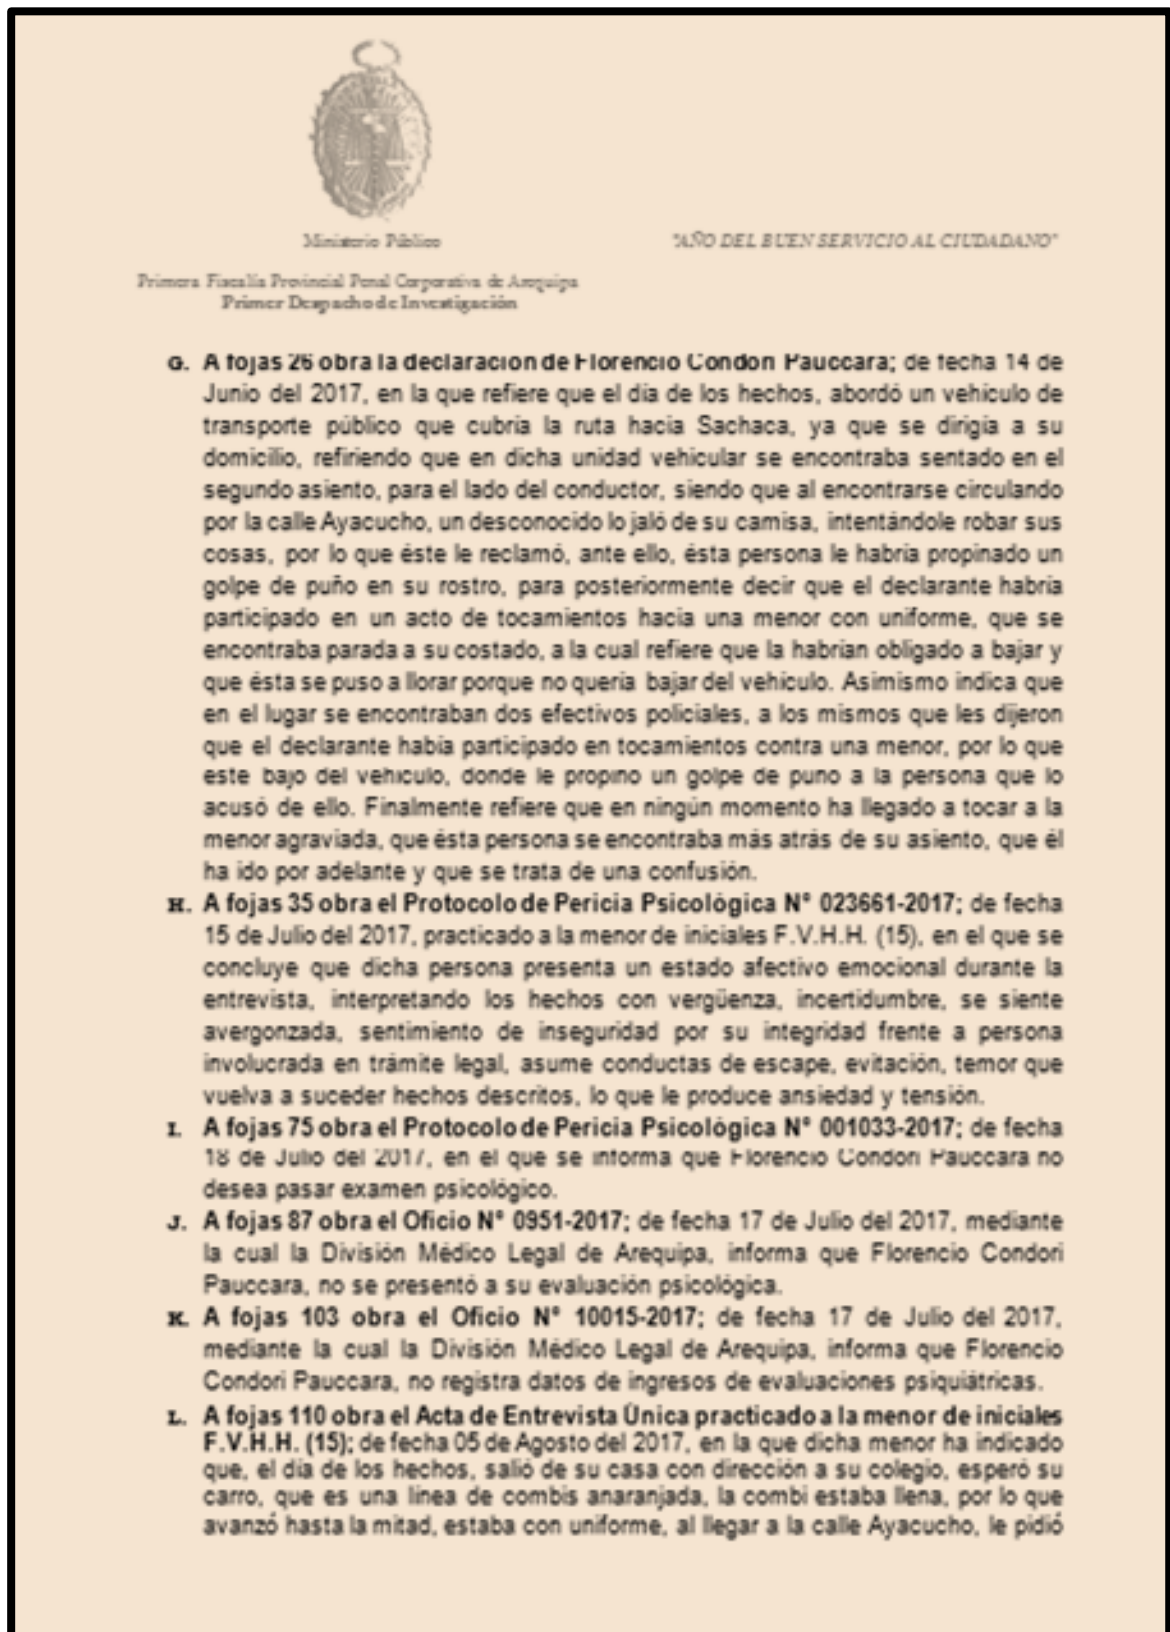 Ministerio Público
"AÑO DEL BUEN SERVICIO AL CIUDADANO"
Primera Fiscalía Provincial Penal Corporativa de Arequipa
Primer Despacho de Investigación
G. A fojas 26 obra la declaración de Florencio Condori Pauccara; de fecha 14 de
Junio del 2017, en la que refiere que el día de los hechos, abordó un vehículo de
transporte público que cubría la ruta hacia Sachaca, ya que se dirigía a su
domicilio, refiriendo que en dicha unidad vehicular se encontraba sentado en el
segundo asiento, para el lado del conductor, siendo que al encontrarse circulando
por la calle Ayacucho, un desconocido lo jaló de su camisa, intentándole robar sus
cosas, por lo que éste le reclamó, ante ello, ésta persona le habría propinado un
golpe de puño en su rostro, para posteriormente decir que el declarante habría
participado en un acto de tocamientos hacia una menor con uniforme, que se
encontraba parada a su costado, a la cual refiere que la habrían obligado a bajar y
que ésta se puso a llorar porque no quería bajar del vehículo. Asimismo indica que
en el lugar se encontraban dos efectivos policiales, a los mismos que les dijeron
que el declarante había participado en tocamientos contra una menor, por lo que
este bajo del vehículo, donde le propino un golpe de puño a la persona que lo
acusó de ello. Finalmente refiere que en ningún momento ha llegado a tocar a la
menor agraviada, que ésta persona se encontraba más atrás de su asiento, que él
ha ido por adelante y que se trata de una confusión.
H. A fojas 35 obra el Protocolo de Pericia Psicológica N° 023661-2017; de fecha
15 de Julio del 2017, practicado a la menor de iniciales F.V.H.H. (15), en el que se
concluye que dicha persona presenta un estado afectivo emocional durante la
entrevista, interpretando los hechos con vergüenza, incertidumbre, se siente
avergonzada, sentimiento de inseguridad por su integridad frente a persona
involucrada en trámite legal, asume conductas de escape, evitación, temor que
vuelva a suceder hechos descritos, lo que le produce ansiedad y tensión.
I. A fojas 75 obra el Protocolo de Pericia Psicológica N° 001033-2017; de fecha
18 de Julio del 2017, en el que se informa que Florencio Condori Pauccara no
desea pasar examen psicológico.
J. A fojas 87 obra el Oficio N° 0951-2017; de fecha 17 de Julio del 2017, mediante
la cual la División Médico Legal de Arequipa, informa que Florencio Condori
Pauccara, no se presentó a su evaluación psicológica.
K. A fojas 103 obra el Oficio N° 10015-2017; de fecha 17 de Julio del 2017,
mediante la cual la División Médico Legal de Arequipa, informa que Florencio
Condori Pauccara, no registra datos de ingresos de evaluaciones psiquiátricas.
L. A fojas 110 obra el Acta de Entrevista Única practicado a la menor de iniciales
F.V.H.H. (15); de fecha 05 de Agosto del 2017, en la que dicha menor ha indicado
que, el día de los hechos, salió de su casa con dirección a su colegio, esperó su
carro, que es una línea de combis anaranjada, la combi estaba llena, por lo que
avanzó hasta la mitad, estaba con uniforme, al llegar a la calle Ayacucho, le pidió